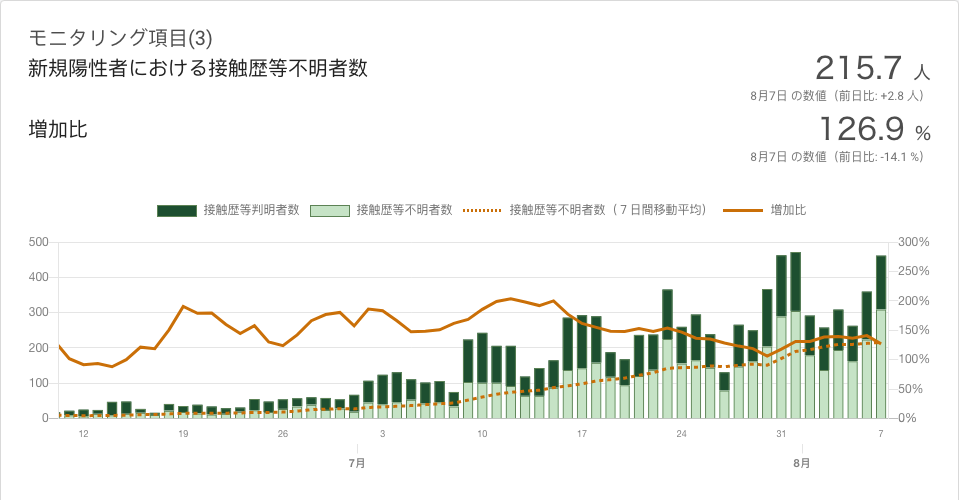 モニタリング項目(3)
新規陽性者における接触歴等不明者数
215.7 人
8月7日 の数値（前日比: +2.8 人）
増加比
126.9 %
8月7日 の数値（前日比: -14.1 %）
接触歴等判明者数 接触歴等不明者数 接触歴等不明者数（７日間移動平均） 増加比
500 300%
250%
400
200%
300
150%
200
100%
100
50%
0 0%
12 19 26 3 10 17 24 31 7
7月 8月